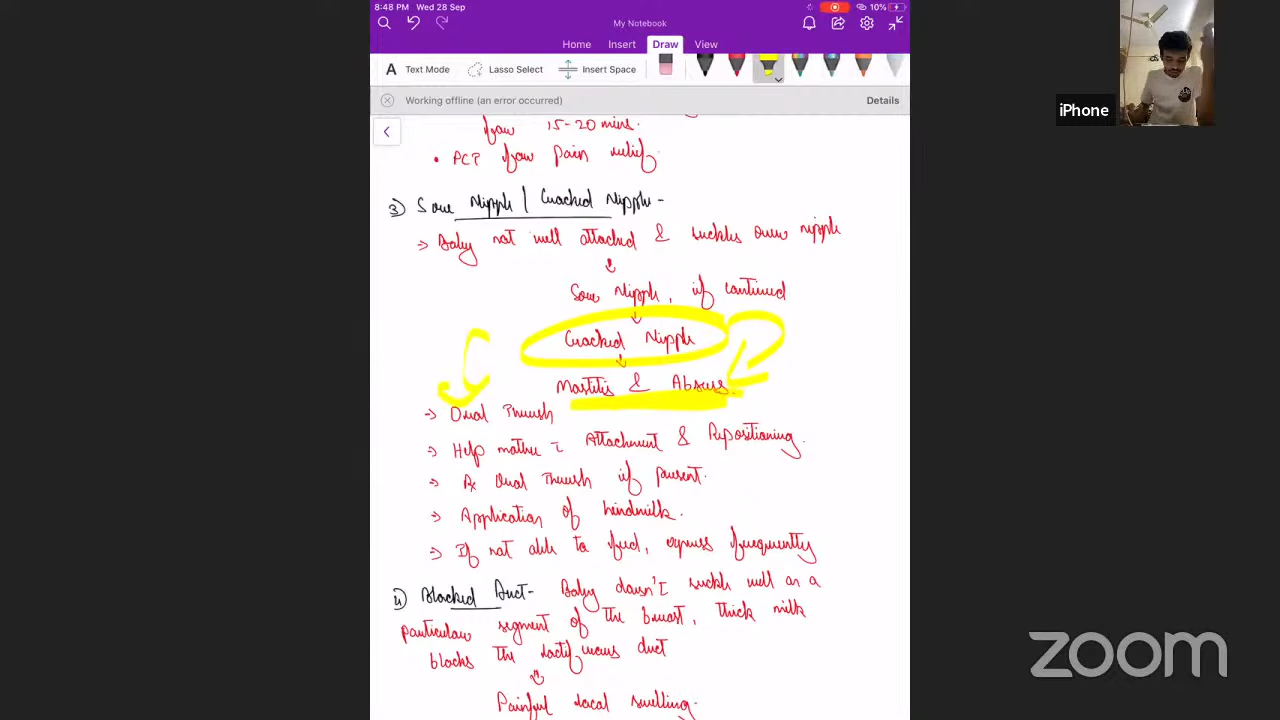 8:48 PM Wed 28 Sep
10%
My Notebook
Home Insert Draw View
A Text Mode Lasso Select Insert Space
Working offline (an error occurred) Details
iPhone
for 15-20 mins.
• PCT for Pain relief.
3) Sore Nipple | Cracked Nipple-
→ Baby not well attached & suckles over nipple
↓
Sore Nipple, if continued
↓
Cracked Nipple
↓
Mastitis & Abscess.
→ Oral Thrush
→ Help mother c̄ Attachment & Repositioning.
→ Rx Oral Thrush if present.
→ Application of hindmilk.
→ If not able to feed, express frequently
4) Blocked Duct- Baby doesn't suckle well on a
particular segment of the breast, thick milk
blocks the lactiferous duct
↓
Painful local swelling.
zoom